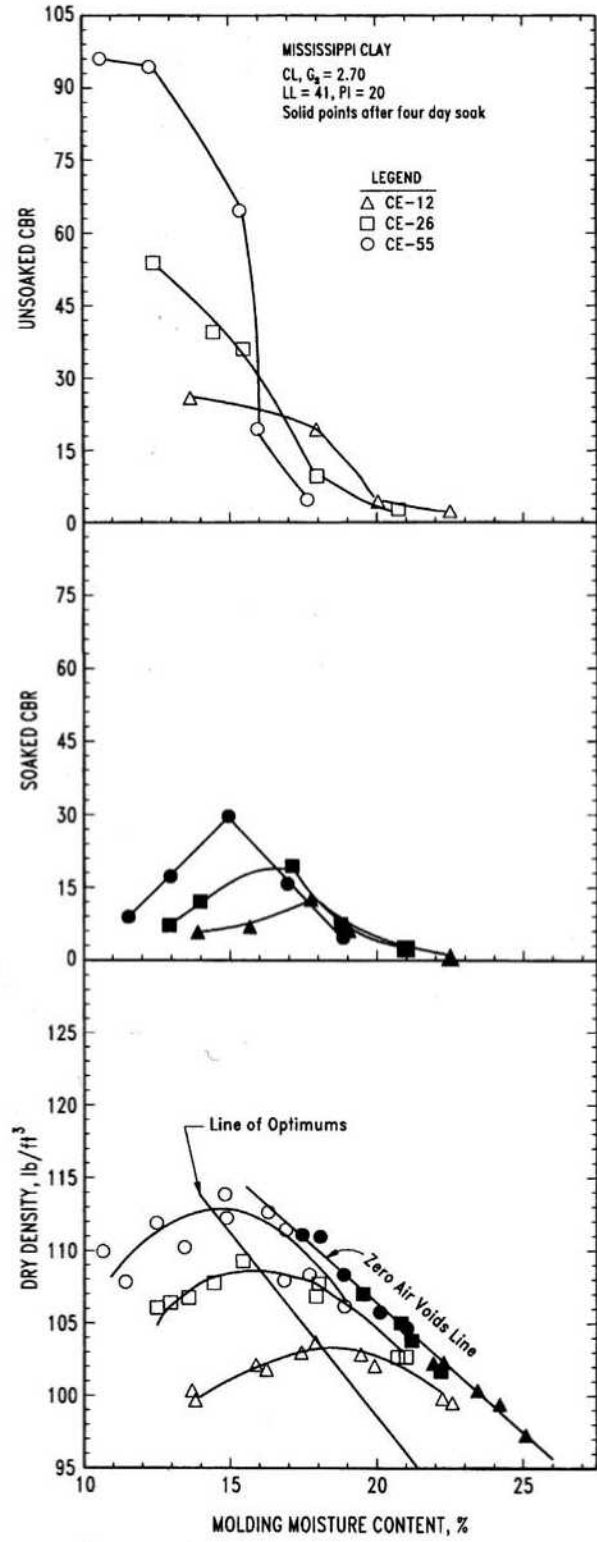 105
90
75
60
45
30
15
0
UNSOAKED CBR
MISSISSIPPI CLAY
CL, Gs = 2.70
LL = 41, PI = 20
Solid points after four day soak
LEGEND
CE-12
CE-26
CE-55
75
60
45
30
15
0
SOAKED CBR
125
120
115
110
105
100
95
DRY DENSITY, lb/ft³
Line of Optimums
Zero Air Voids Line
10
15
20
25
MOLDING MOISTURE CONTENT, %